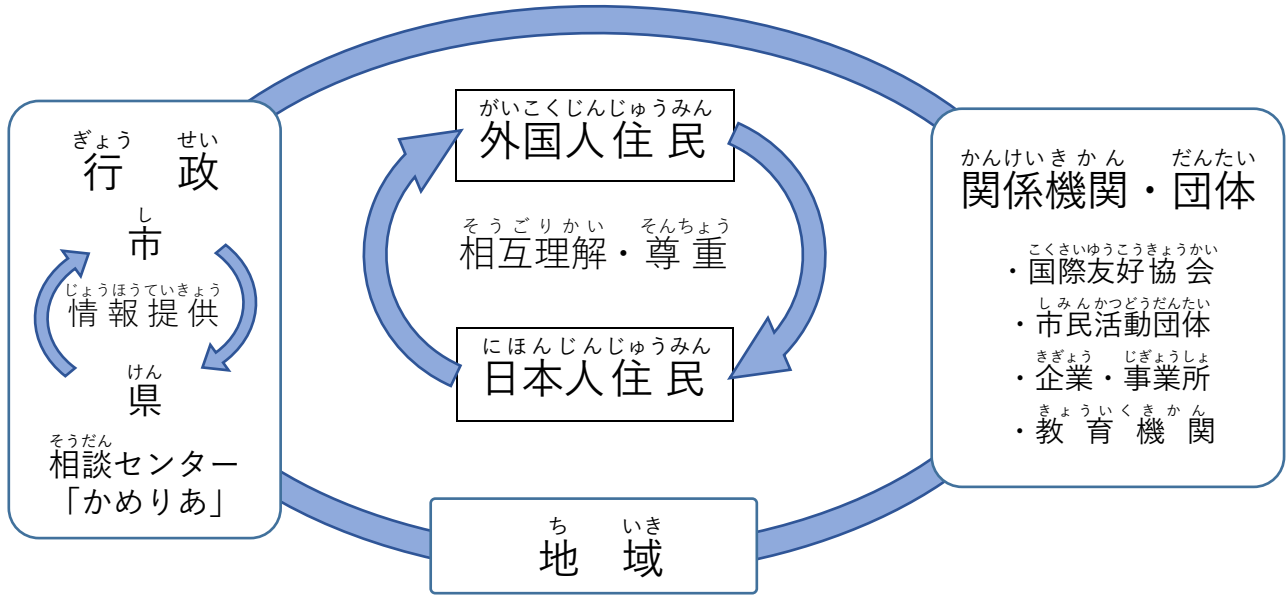 ぎょう せい
行 政
し
市
じょうほうていきょう
情報提供
けん
県
そうだん
相談センター
「かめりあ」
がいこくじんじゅうみん
外国人住民
そうごりかい そんちょう
相互理解・尊重
にほんじんじゅうみん
日本人住民
ち いき
地 域
かんけいきかん だんたい
関係機関・団体
こくさいゆうこうきょうかい
・国際友好協会
しみんかつどうだんたい
・市民活動団体
きぎょう じぎょうしょ
・企業・事業所
きょういくきかん
・教育機関